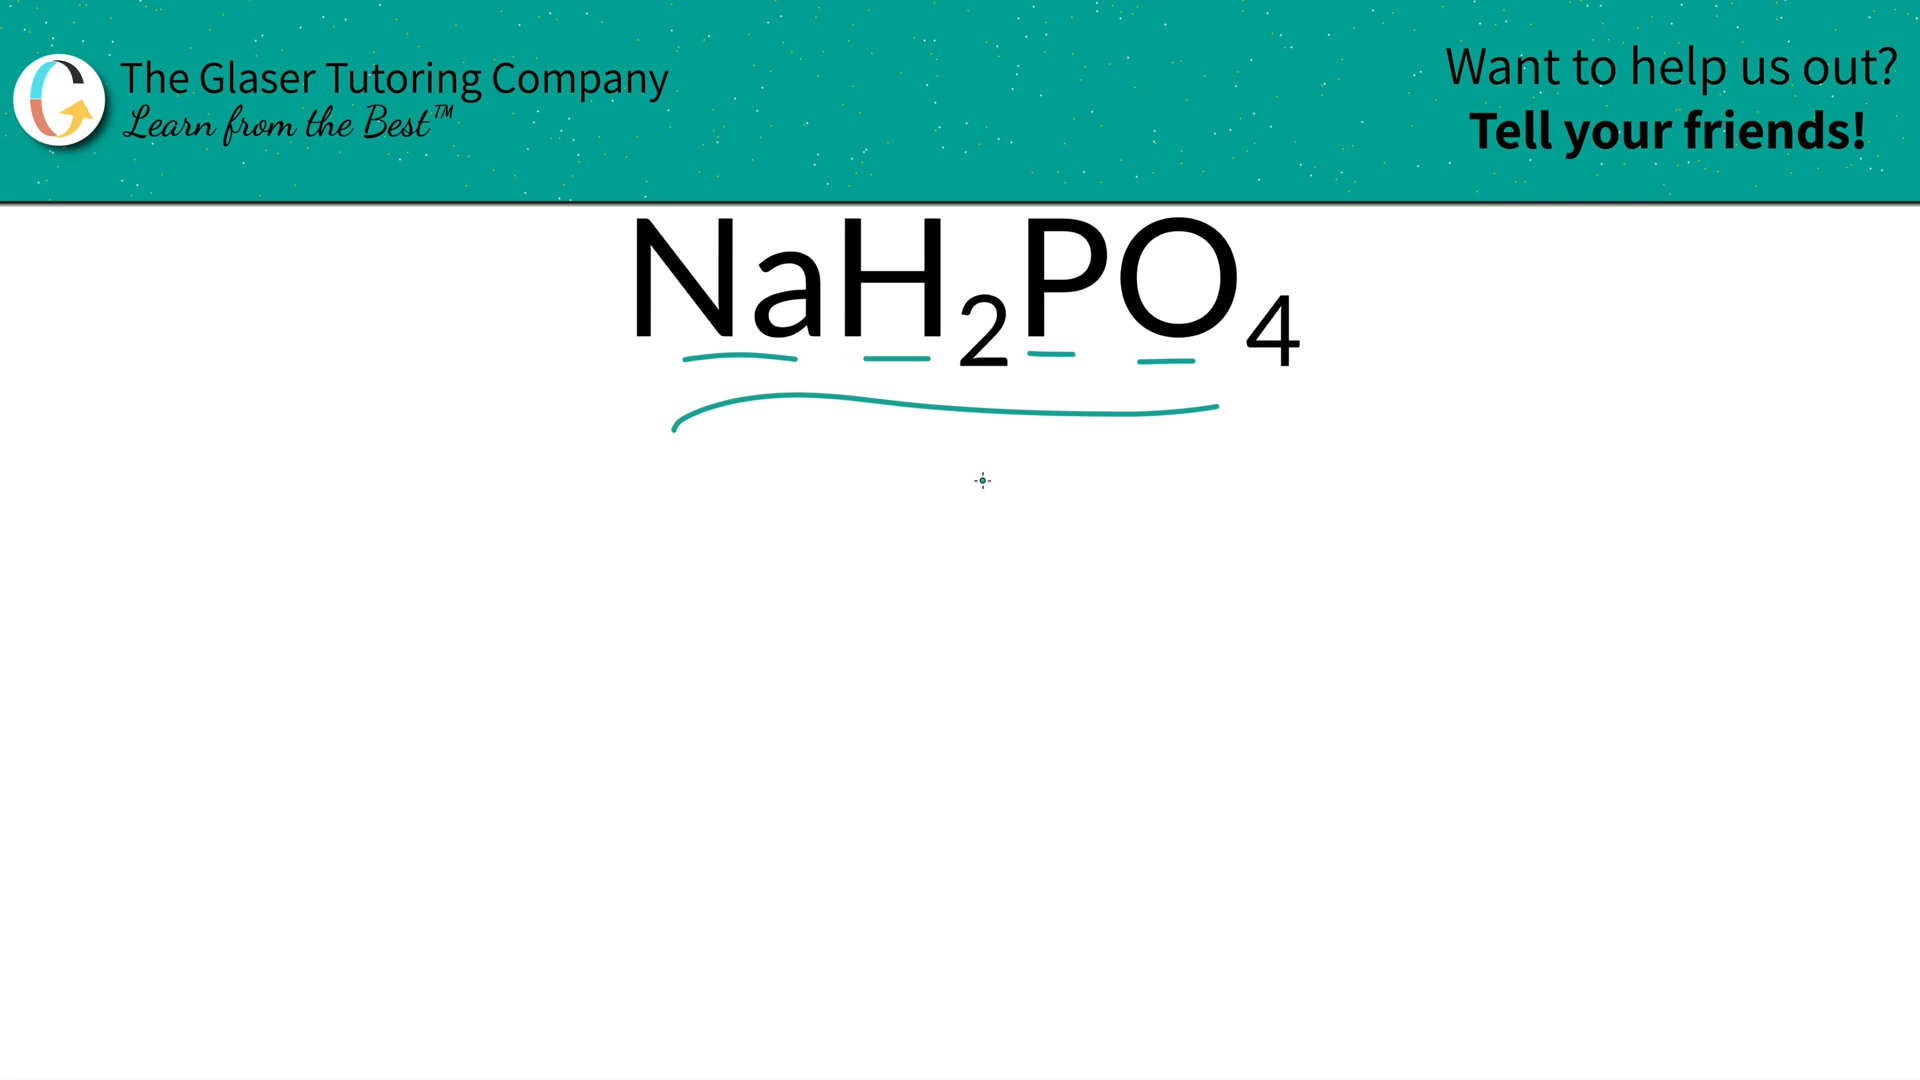 The Glaser Tutoring Company
Learn from the Best™
Want to help us out?
Tell your friends!
NaH₂PO₄